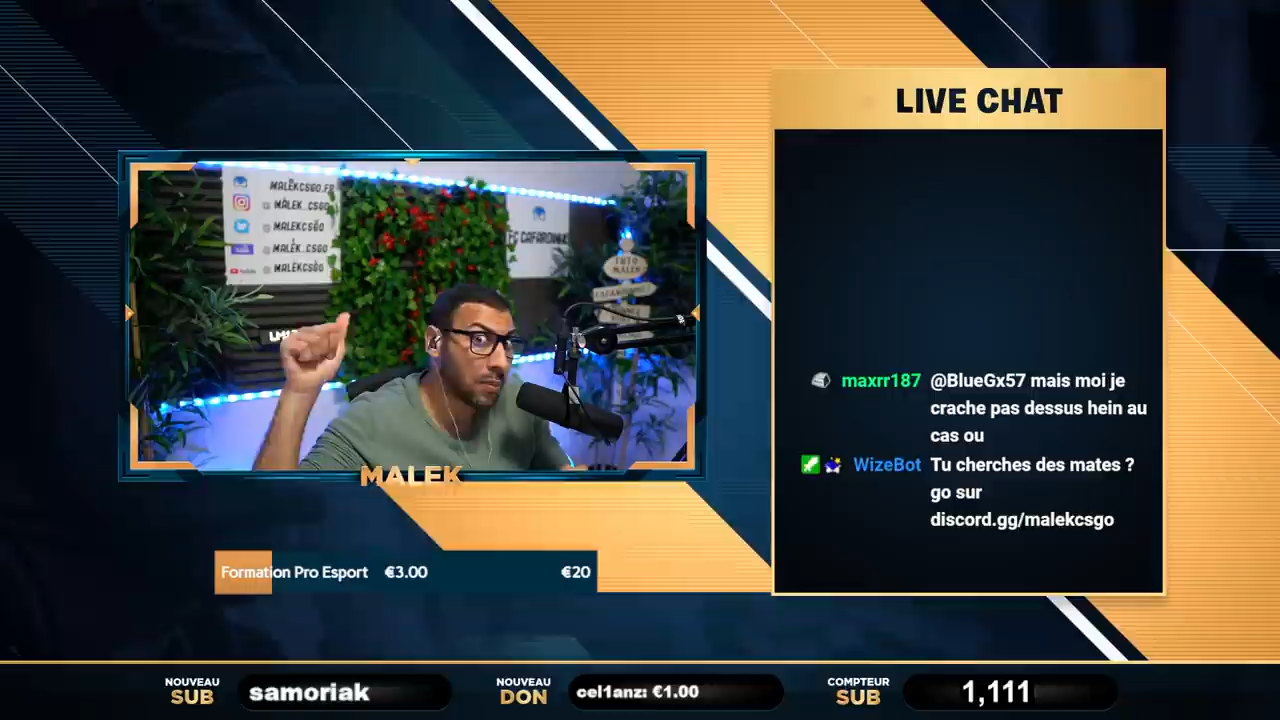 LIVE CHAT
MALEKCSGO.FR
MALEK_CSGO
MALEKCSGO
MALEK_CSGO
MALEKCSGO
TUTO
MALEK
MALEK
maxrr187 @BlueGx57 mais moi je
crache pas dessus hein au
cas ou
WizeBot Tu cherches des mates ?
go sur
discord.gg/malekcsgo
Formation Pro Esport €3.00 €20
NOUVEAU
SUB
samoriak
NOUVEAU
DON
cel1anz: €1.00
COMPTEUR
SUB
1,111